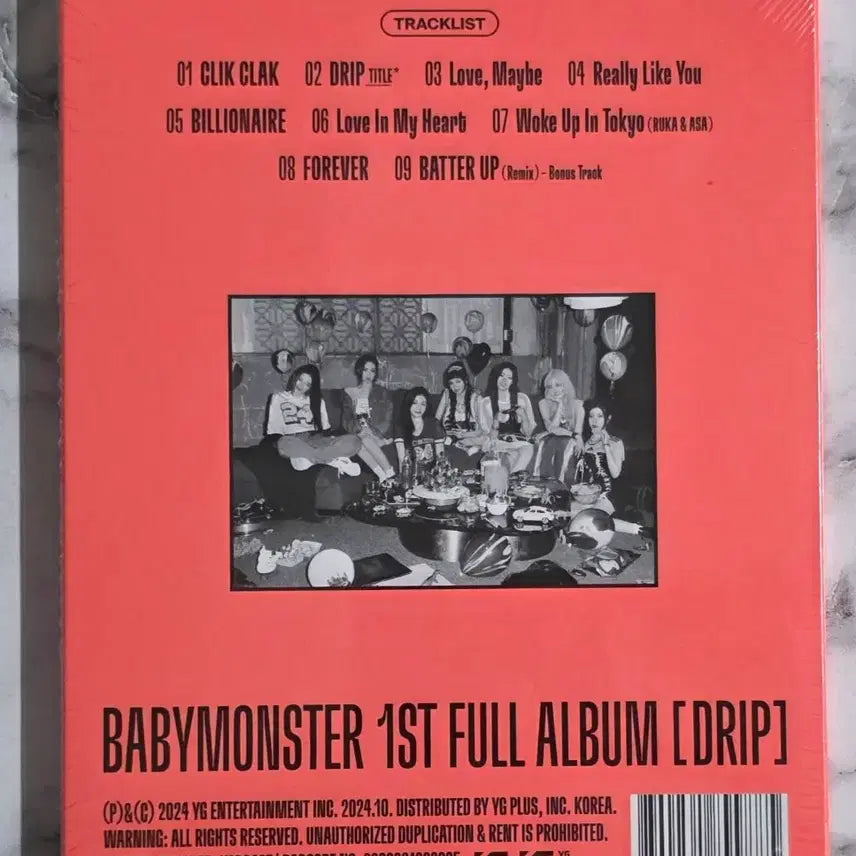 TRACKLIST
01 CLIK CLAK 02 DRIP TITLE* 03 Love, Maybe 04 Really Like You
05 BILLIONAIRE 06 Love In My Heart 07 Woke Up In Tokyo (RUKA & ASA)
08 FOREVER 09 BATTER UP (Remix) - Bonus Track
BABYMONSTER 1ST FULL ALBUM [DRIP]
(P)&(C) 2024 YG ENTERTAINMENT INC. 2024.10. DISTRIBUTED BY YG PLUS, INC. KOREA.
WARNING: ALL RIGHTS RESERVED. UNAUTHORIZED DUPLICATION & RENT IS PROHIBITED.
YG